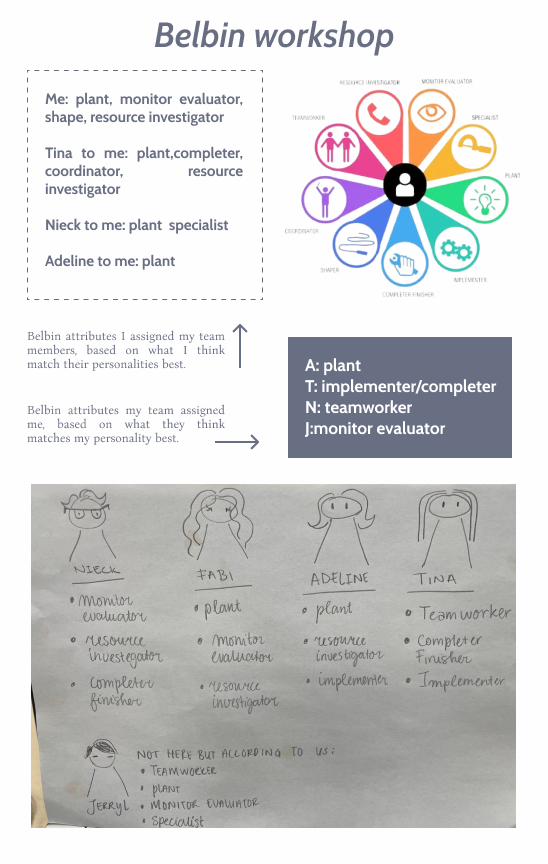 Belbin workshop
Me: plant, monitor evaluator,
shape, resource investigator
Tina to me: plant,completer,
coordinator, resource
investigator
Nieck to me: plant specialist
Adeline to me: plant
RESOURCE INVESTIGATOR
MONITOR EVALUATOR
TEAMWORKER
SPECIALIST
PLANT
COORDINATOR
SHAPER
IMPLEMENTER
COMPLETER FINISHER
Belbin attributes I assigned my team
members, based on what I think
match their personalities best.
Belbin attributes my team assigned
me, based on what they think
matches my personality best.
A: plant
T: implementer/completer
N: teamworker
J:monitor evaluator
NIECK
• Monitor
evaluator
• resource
investegator
• completer
finisher
FABI
• plant
• Monitor
evaluator
• resource
investigator
ADELINE
• plant
• resource
investigator
• implementer
TINA
• Teamworker
• Completer
Finisher
• Implementer
JERRYL
NOT HERE BUT ACCORDING TO US:
• TEAMWORKER
• PLANT
• MONITOR EVALUATOR
• Specialist